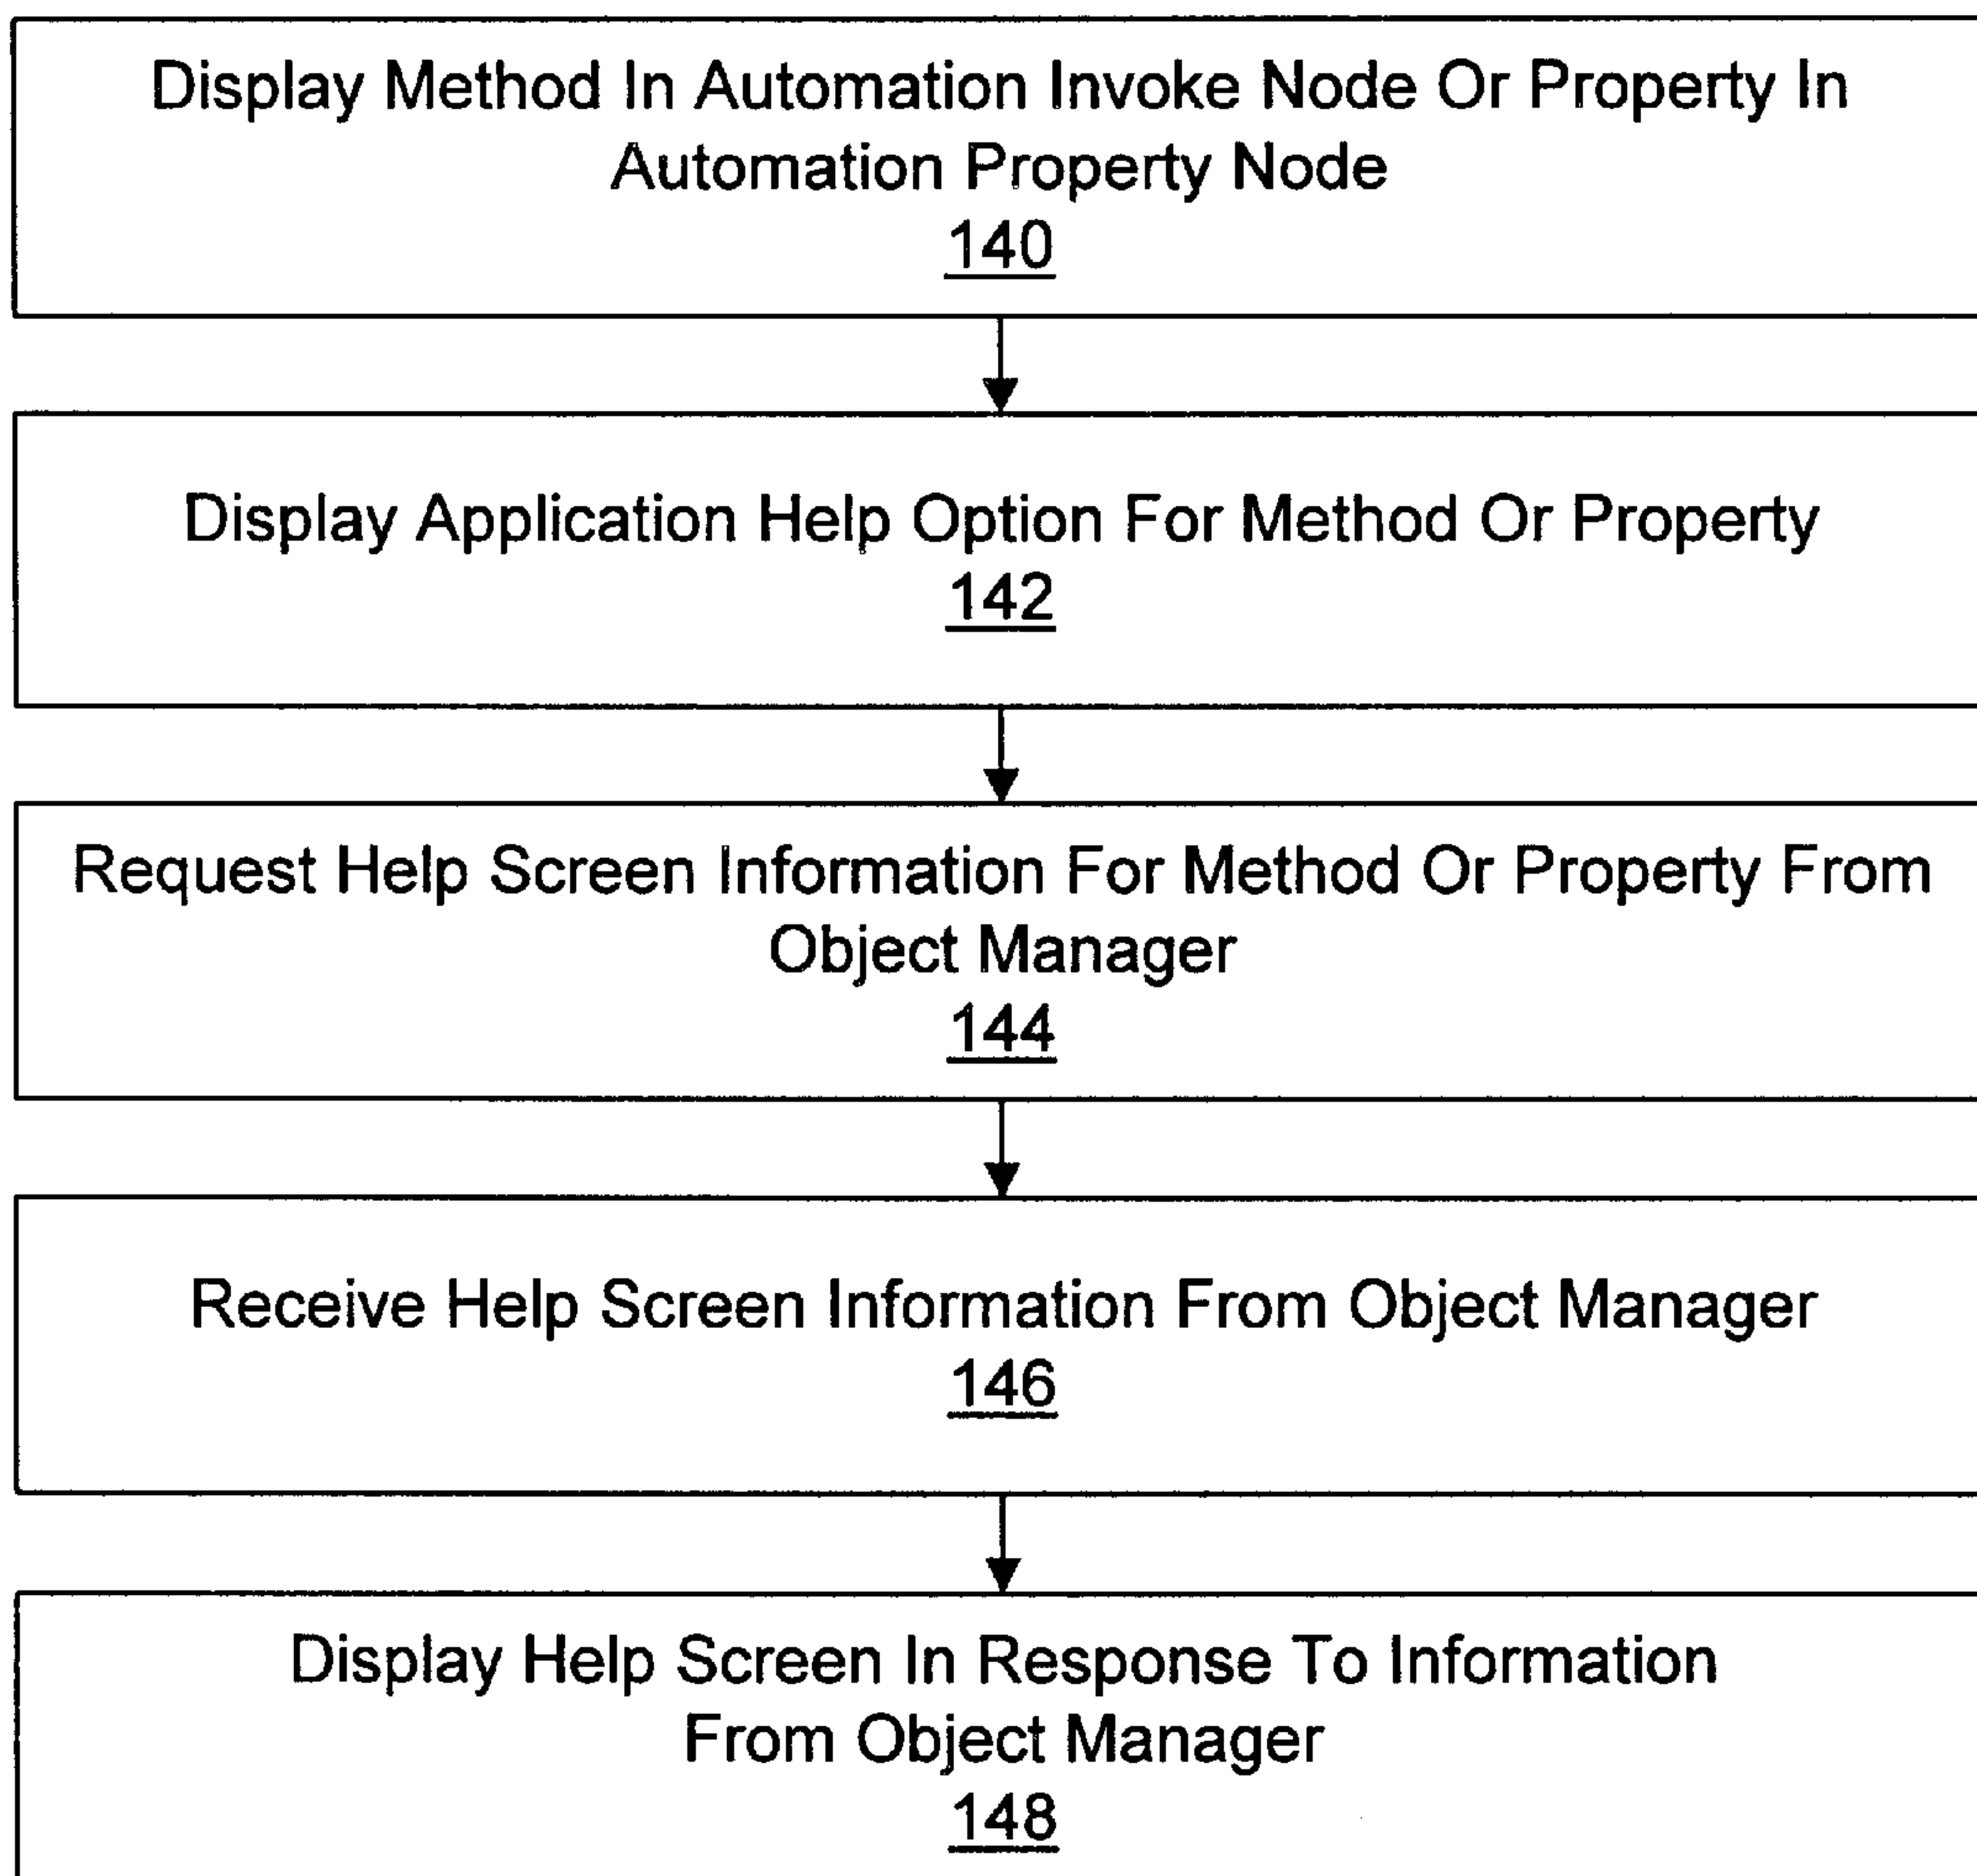 Display Method In Automation Invoke Node Or Property In
Automation Property Node
140
Display Application Help Option For Method Or Property
142
Request Help Screen Information For Method Or Property From
Object Manager
144
Receive Help Screen Information From Object Manager
146
Display Help Screen In Response To Information
From Object Manager
148